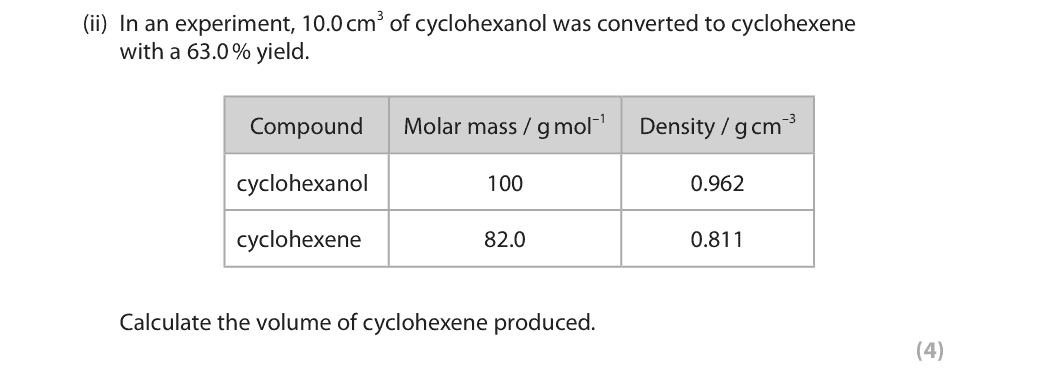 (ii) In an experiment, 10.0 cm³ of cyclohexanol was converted to cyclohexene
with a 63.0% yield.
Compound Molar mass / g mol⁻¹ Density / g cm⁻³
cyclohexanol 100 0.962
cyclohexene 82.0 0.811
Calculate the volume of cyclohexene produced.
(4)